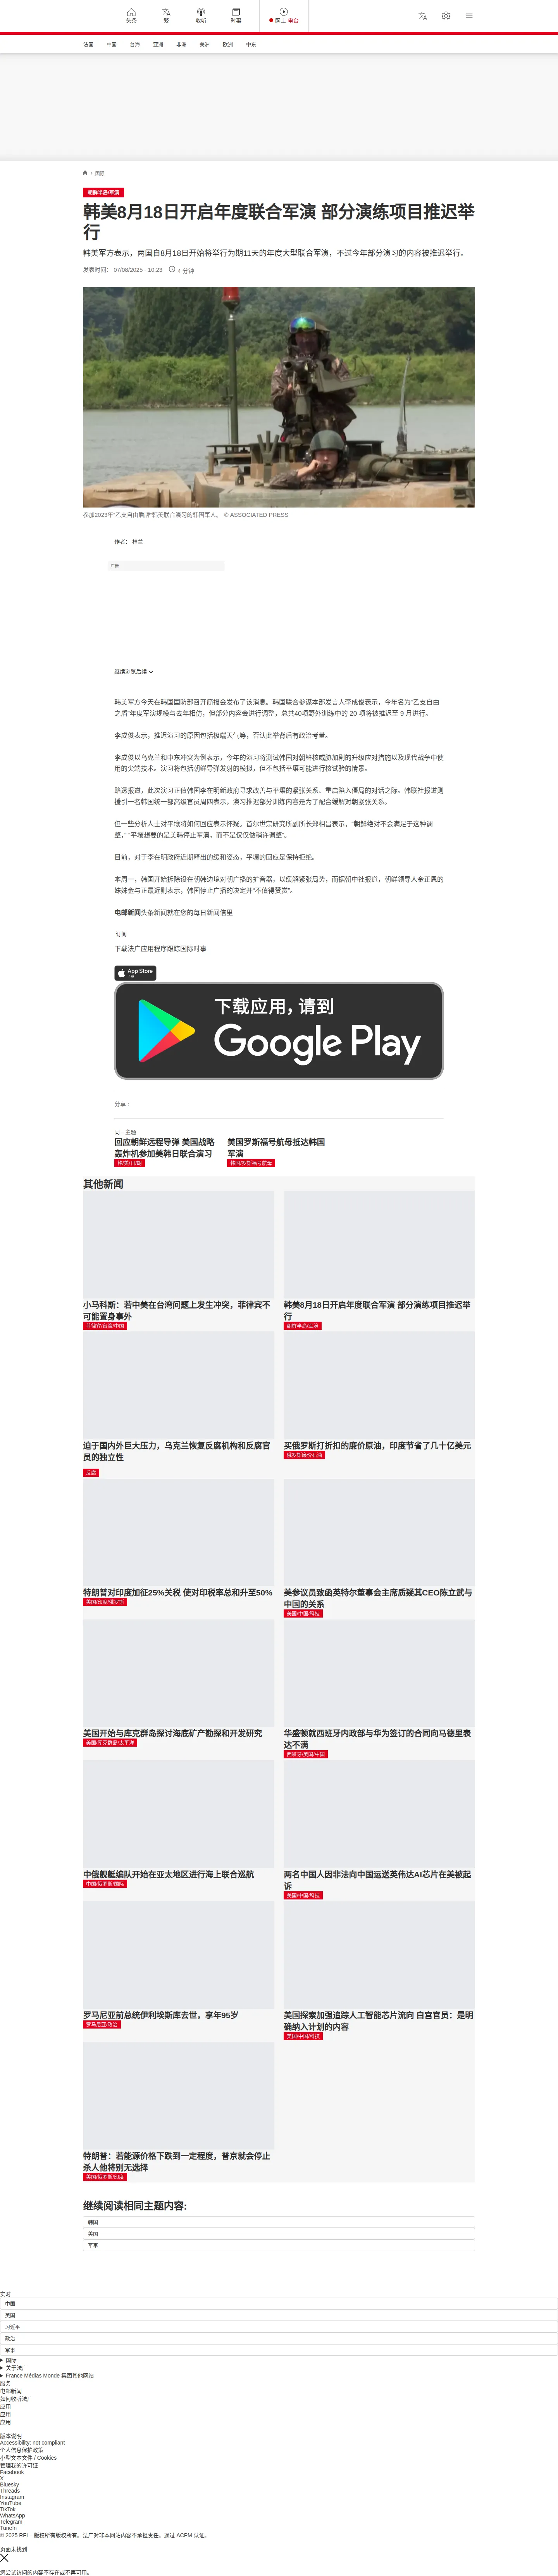 头条
繁
收听
时事
网上 电台
法国
中国
台海
亚洲
非洲
美洲
欧洲
中东
/ 国际
朝鲜半岛/军演
韩美8月18日开启年度联合军演 部分演练项目推迟举
行
韩美军方表示，两国自8月18日开始将举行为期11天的年度大型联合军演，不过今年部分演习的内容被推迟举行。
发表时间： 07/08/2025 - 10:23
4 分钟
参加2023年“乙支自由盾牌”韩美联合演习的韩国军人。 © ASSOCIATED PRESS
作者： 林兰
广告
继续浏览后续
韩美军方今天在韩国国防部召开简报会发布了该消息。韩国联合参谋本部发言人李成俊表示，今年名为“乙支自由
之盾”年度军演规模与去年相仿，但部分内容会进行调整，总共40项野外训练中的 20 项将被推迟至 9 月进行。
李成俊表示，推迟演习的原因包括极端天气等，否认此举背后有政治考量。
李成俊以乌克兰和中东冲突为例表示，今年的演习将测试韩国对朝鲜核威胁加剧的升级应对措施以及现代战争中使
用的尖端技术。演习将包括朝鲜导弹发射的模拟，但不包括平壤可能进行核试验的情景。
路透报道，此次演习正值韩国李在明新政府寻求改善与平壤的紧张关系、重启陷入僵局的对话之际。韩联社报道则
援引一名韩国统一部高级官员周四表示，演习推迟部分训练内容是为了配合缓解对朝紧张关系。
但一些分析人士对平壤将如何回应表示怀疑。首尔世宗研究所副所长郑相昌表示，“朝鲜绝对不会满足于这种调
整，” “平壤想要的是美韩停止军演，而不是仅仅做稍许调整”。
目前，对于李在明政府近期释出的缓和姿态，平壤的回应是保持拒绝。
本周一，韩国开始拆除设在朝韩边境对朝广播的扩音器，以缓解紧张局势，而据朝中社报道，朝鲜领导人金正恩的
妹妹金与正最近则表示，韩国停止广播的决定并“不值得赞赏”。
电邮新闻头条新闻就在您的每日新闻信里
订阅
下载法广应用程序跟踪国际时事
App Store
下载
下载应用，请到
Google Play
分享 :
同一主题
回应朝鲜远程导弹 美国战略
轰炸机参加美韩日联合演习
韩/美/日/朝
美国罗斯福号航母抵达韩国
军演
韩国/罗斯福号航母
其他新闻
小马科斯：若中美在台湾问题上发生冲突，菲律宾不
可能置身事外
菲律宾/台湾/中国
韩美8月18日开启年度联合军演 部分演练项目推迟举
行
朝鲜半岛/军演
迫于国内外巨大压力，乌克兰恢复反腐机构和反腐官
员的独立性
反腐
买俄罗斯打折扣的廉价原油，印度节省了几十亿美元
俄罗斯廉价石油
特朗普对印度加征25%关税 使对印税率总和升至50%
美国/印度/俄罗斯
美参议员致函英特尔董事会主席质疑其CEO陈立武与
中国的关系
美国/中国/科技
美国开始与库克群岛探讨海底矿产勘探和开发研究
美国/库克群岛/太平洋
华盛顿就西班牙内政部与华为签订的合同向马德里表
达不满
西班牙/美国/中国
中俄舰艇编队开始在亚太地区进行海上联合巡航
中国/俄罗斯/国际
两名中国人因非法向中国运送英伟达AI芯片在美被起
诉
美国/中国/科技
罗马尼亚前总统伊利埃斯库去世，享年95岁
罗马尼亚/政治
美国探索加强追踪人工智能芯片流向 白宫官员：是明
确纳入计划的内容
美国/中国/科技
特朗普：若能源价格下跌到一定程度，普京就会停止
杀人他将别无选择
美国/俄罗斯/印度
继续阅读相同主题内容:
韩国
美国
军事
实时
中国
美国
习近平
政治
军事
国际
关于法广
France Médias Monde 集团其他网站
服务
电邮新闻
如何收听法广
应用
应用
应用
版本说明
Accessibility: not compliant
个人信息保护政策
小型文本文件 / Cookies
管理我的许可证
Facebook
X
Bluesky
Threads
Instagram
YouTube
TikTok
WhatsApp
Telegram
TuneIn
© 2025 RFI – 版权所有版权所有。法广对非本网站内容不承担责任。通过 ACPM 认证。
页面未找到
您尝试访问的内容不存在或不再可用。